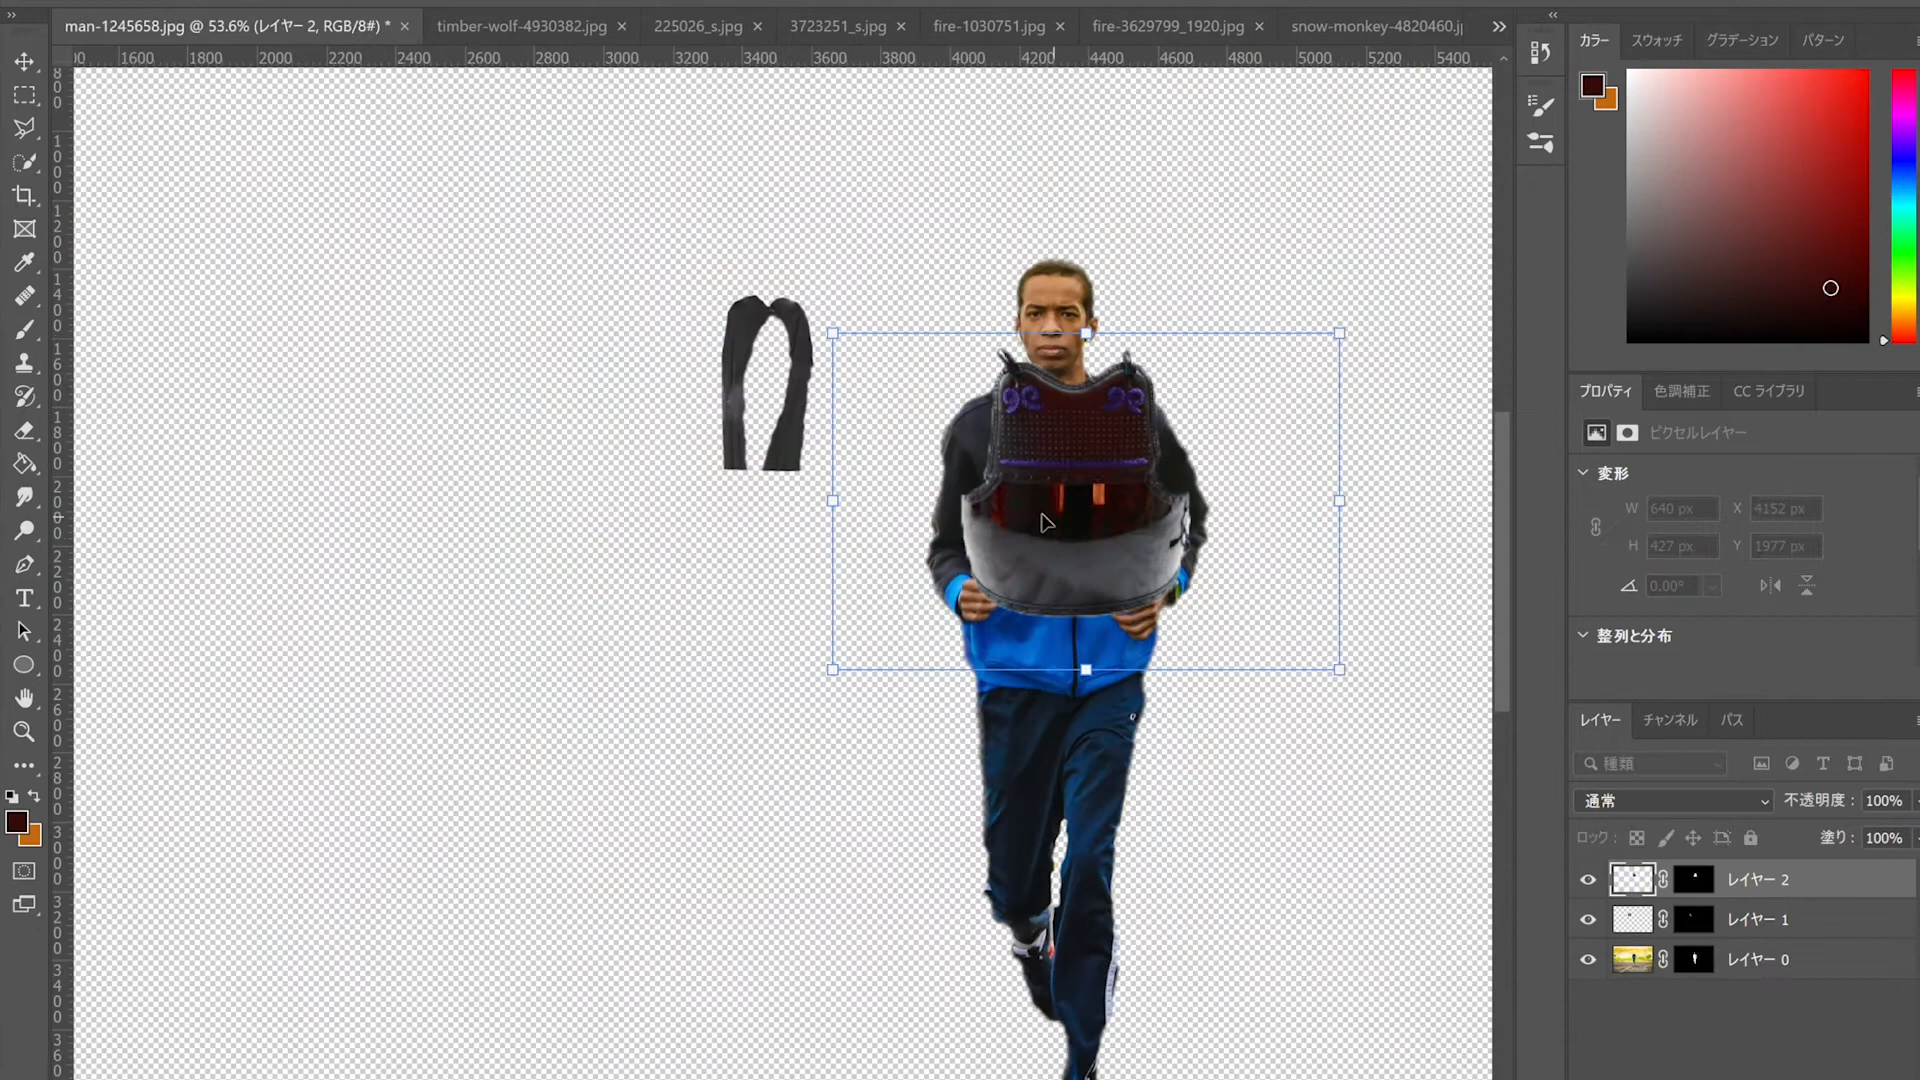 man-1245658.jpg @ 53.6% (レイヤー 2, RGB/8#) *
timber-wolf-4930382.jpg
225026_s.jpg
3723251_s.jpg
fire-1030751.jpg
fire-3629799_1920.jpg
snow-monkey-4820460.j
1600 1800 2000 2200 2400 2600 2800 3000 3200 3400 3600 3800 4000 4200 4400 4600 4800 5000 5200 5400
カラー スウォッチ グラデーション パターン
プロパティ 色調補正 CC ライブラリ
ピクセルレイヤー
変形
W 640 px X 4152 px
H 427 px Y 1977 px
0.00°
整列と分布
レイヤー チャンネル パス
種類
通常 不透明度 : 100%
ロック : 塗り : 100%
レイヤー 2
レイヤー 1
レイヤー 0